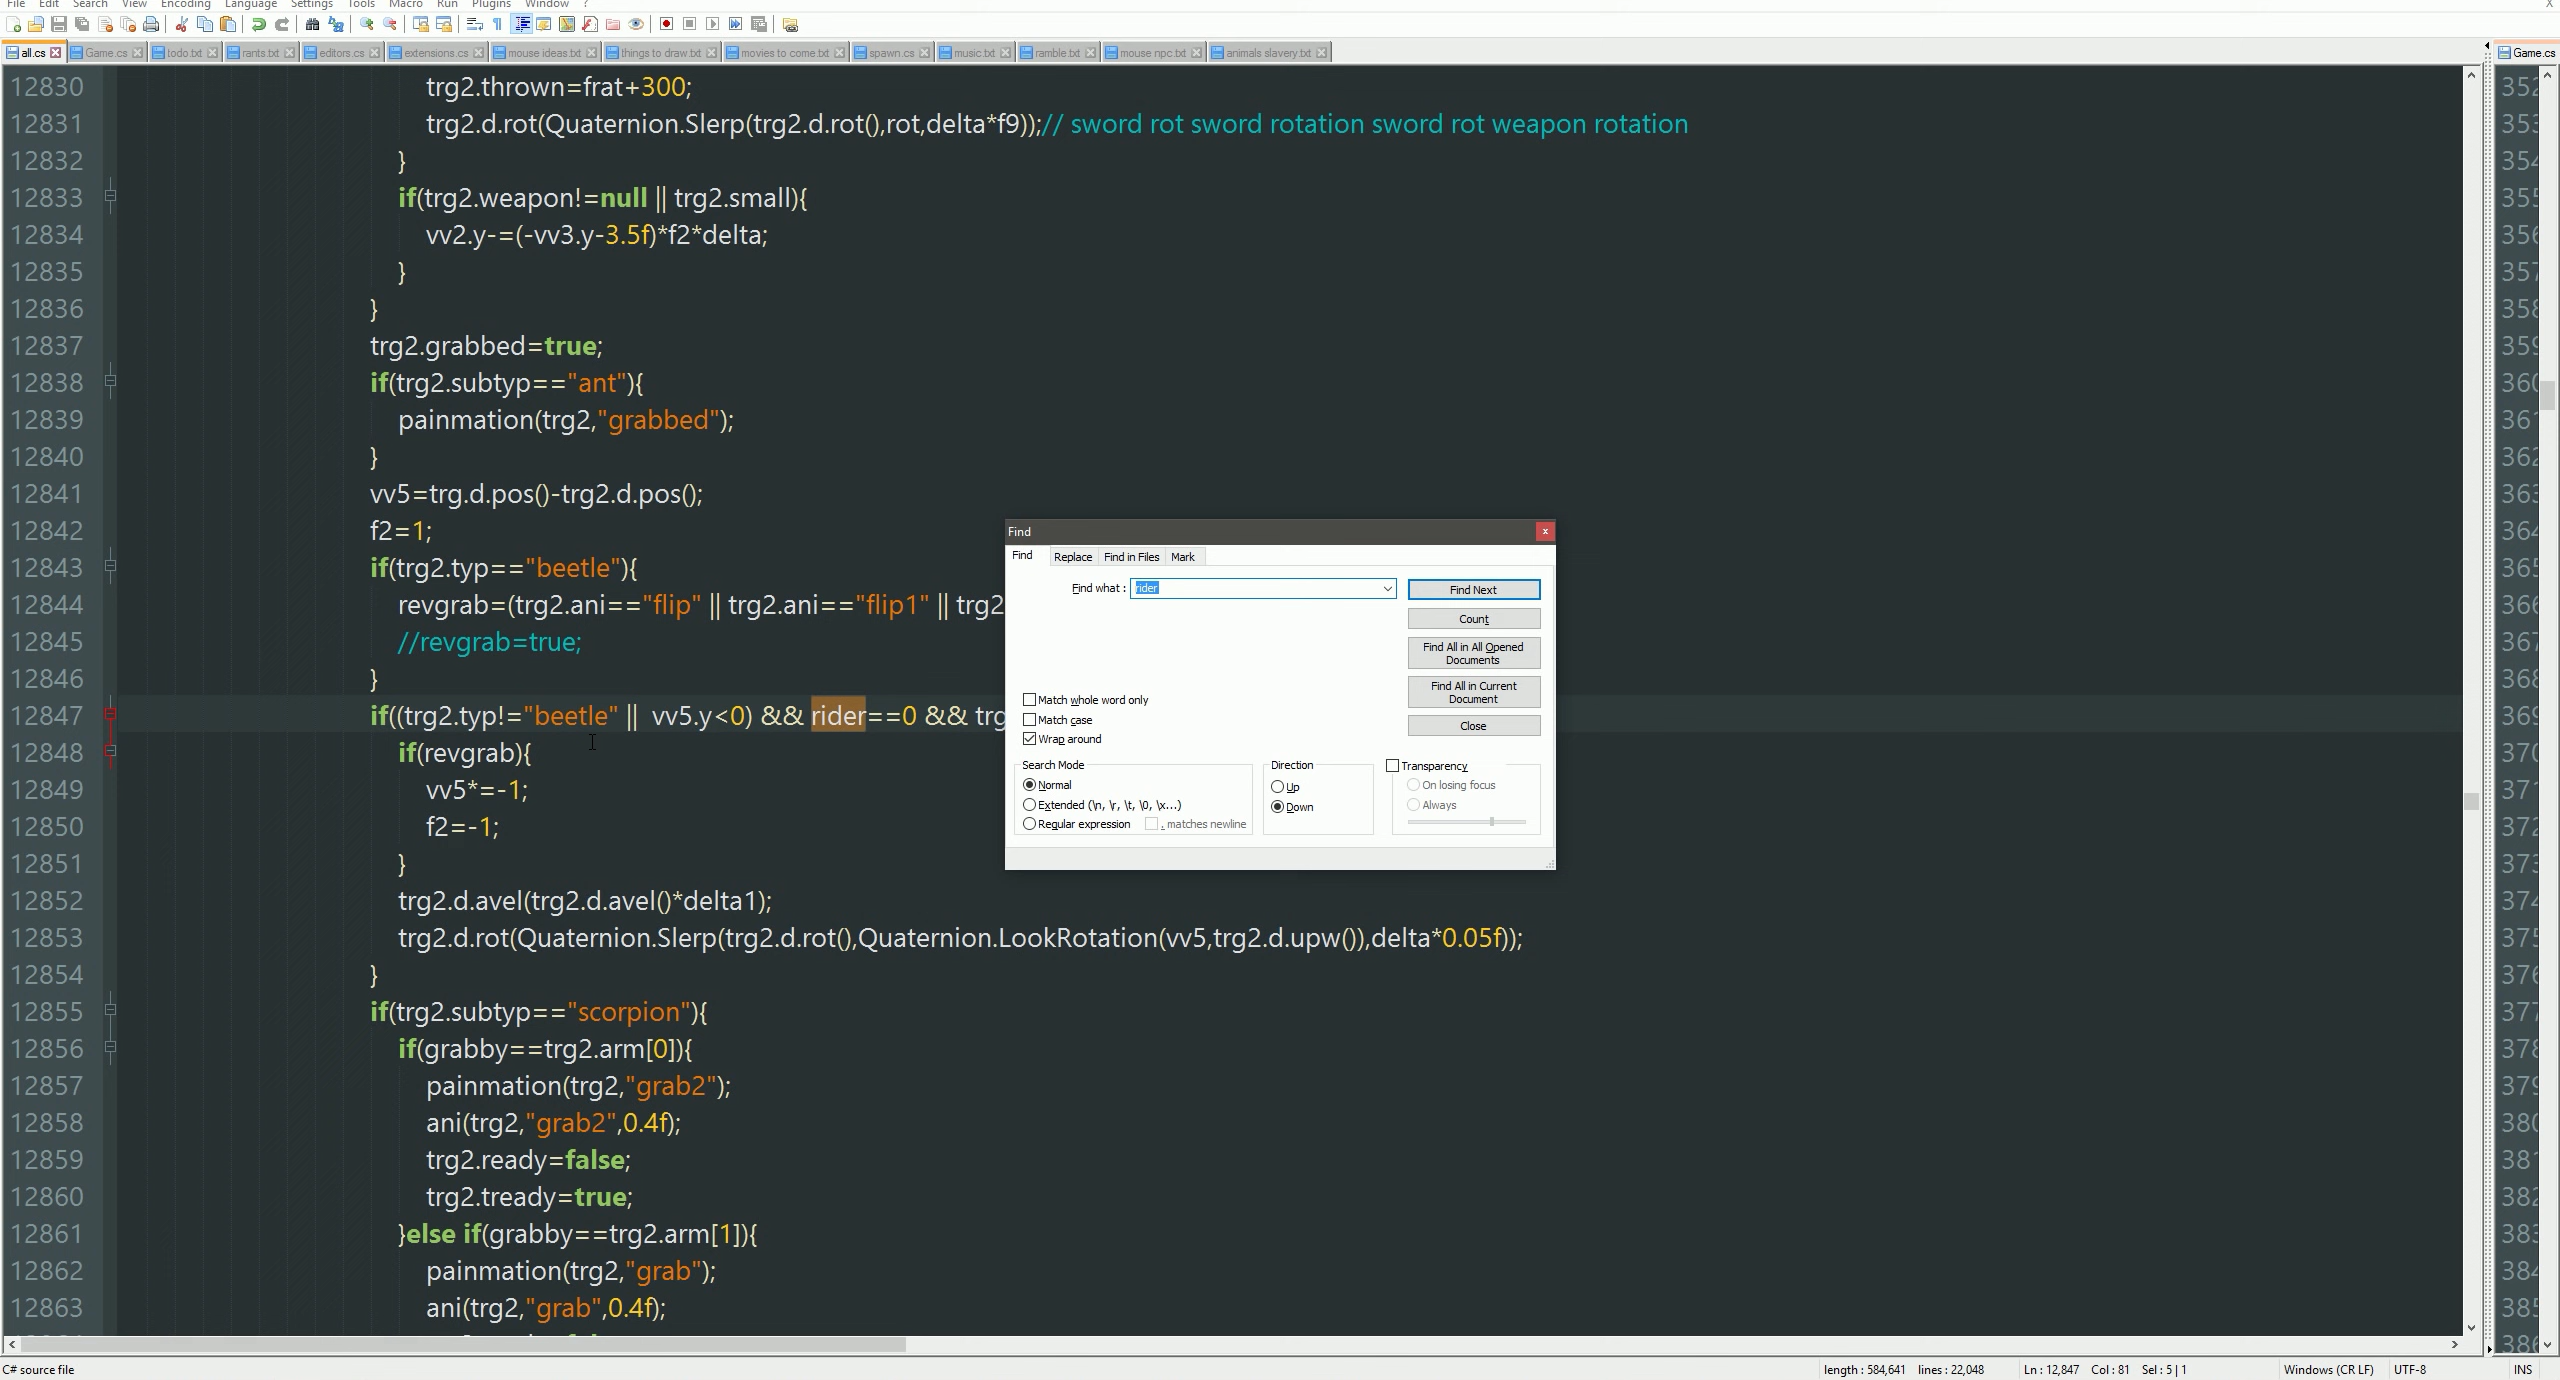 File Edit Search View Encoding Language Settings Tools Macro Run Plugins Window ? X
all.cs Game.cs todo.txt rants.txt editors.cs extensions.cs mouse ideas.txt things to draw.txt movies to come.txt spawn.cs music.txt ramble.txt mouse npc.txt animals slavery.txt Game.cs
12830 trg2.thrown=frat+300;
12831 trg2.d.rot(Quaternion.Slerp(trg2.d.rot(),rot,delta*f9));// sword rot sword rotation sword rot weapon rotation
12832 }
12833 if(trg2.weapon!=null || trg2.small){
12834 vv2.y-=(-vv3.y-3.5f)*f2*delta;
12835 }
12836 }
12837 trg2.grabbed=true;
12838 if(trg2.subtyp=="ant"){
12839 painmation(trg2,"grabbed");
12840 }
12841 vv5=trg.d.pos()-trg2.d.pos();
12842 f2=1;
12843 if(trg2.typ=="beetle"){
12844 revgrab=(trg2.ani=="flip" || trg2.ani=="flip1" || trg2
12845 //revgrab=true;
12846 }
12847 if((trg2.typ!="beetle" || vv5.y<0) && rider==0 && trg
12848 if(revgrab){
12849 vv5*=-1;
12850 f2=-1;
12851 }
12852 trg2.d.avel(trg2.d.avel()*delta1);
12853 trg2.d.rot(Quaternion.Slerp(trg2.d.rot(),Quaternion.LookRotation(vv5,trg2.d.upw()),delta*0.05f));
12854 }
12855 if(trg2.subtyp=="scorpion"){
12856 if(grabby==trg2.arm[0]){
12857 painmation(trg2,"grab2");
12858 ani(trg2,"grab2",0.4f);
12859 trg2.ready=false;
12860 trg2.tready=true;
12861 }else if(grabby==trg2.arm[1]){
12862 painmation(trg2,"grab");
12863 ani(trg2,"grab",0.4f);
Find x
Find Replace Find in Files Mark
Find what : rider Find Next
Count
Find All in All Opened
Documents
Find All in Current
Document
Close
Match whole word only
Match case
Wrap around
Search Mode
Normal
Extended (\n, \r, \t, \0, \x...)
Regular expression . matches newline
Direction
Up
Down
Transparency
On losing focus
Always
C# source file length : 584,641 lines : 22,048 Ln : 12,847 Col : 81 Sel : 5 | 1 Windows (CR LF) UTF-8 INS